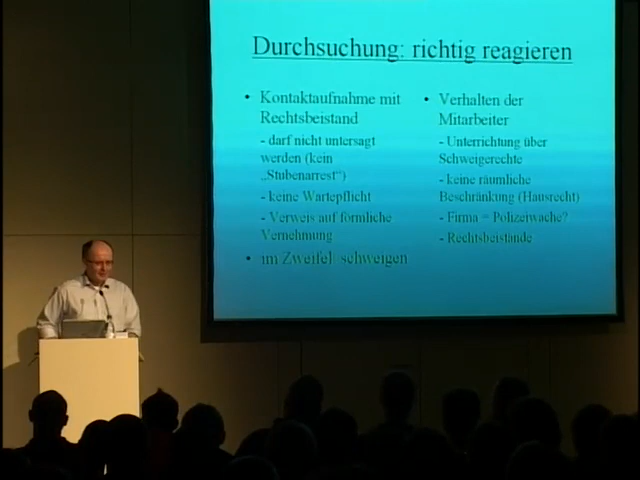 Durchsuchung: richtig reagieren
• Kontaktaufnahme mit
Rechtsbeistand
- darf nicht untersagt
werden (kein
„Stubenarrest")
- keine Wartepflicht
- Verweis auf förmliche
Vernehmung
• im Zweifel: schweigen
• Verhalten der
Mitarbeiter
- Unterrichtung über
Schweigerechte
- keine räumliche
Beschränkung (Hausrecht)
- Firma = Polizeiwache?
- Rechtsbeistände